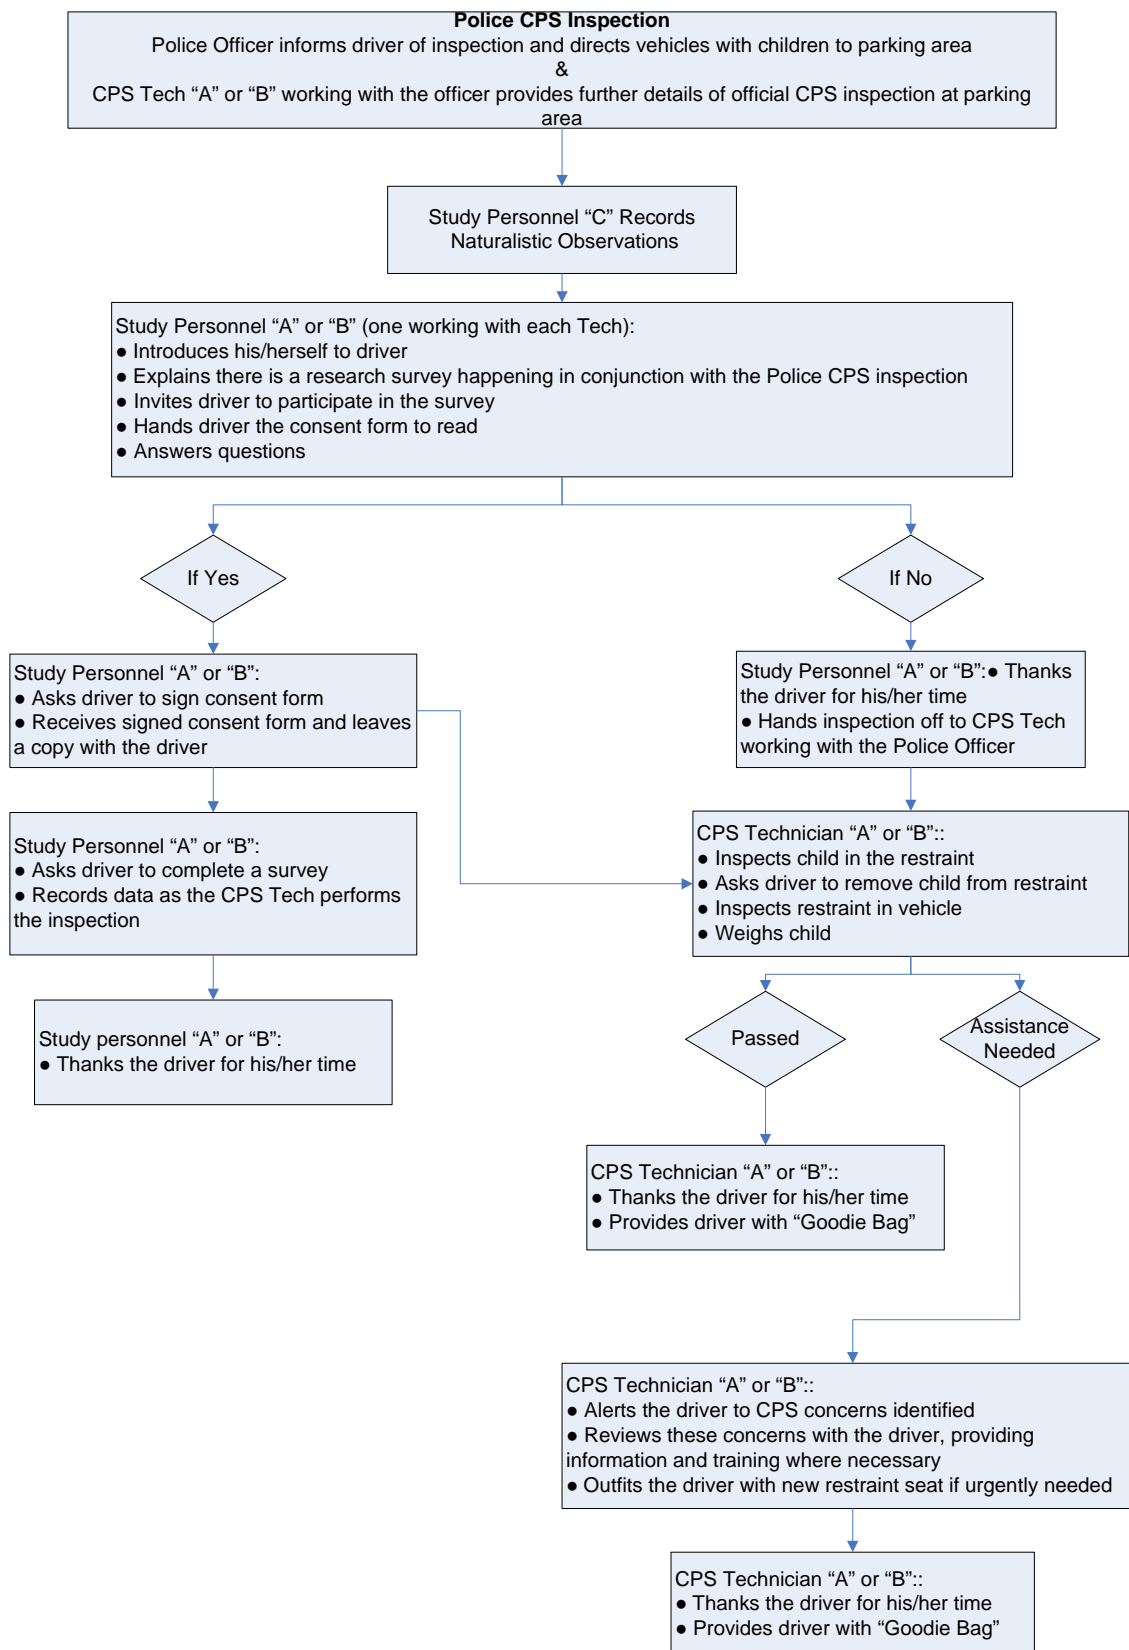 Police CPS Inspection
Police Officer informs driver of inspection and directs vehicles with children to parking area
&
CPS Tech “A” or “B” working with the officer provides further details of official CPS inspection at parking
area
Study Personnel “C” Records
Naturalistic Observations
Study Personnel “A” or “B” (one working with each Tech):
● Introduces his/herself to driver
● Explains there is a research survey happening in conjunction with the Police CPS inspection
● Invites driver to participate in the survey
● Hands driver the consent form to read
● Answers questions
If Yes
If No
Study Personnel “A” or “B”:
● Asks driver to sign consent form
● Receives signed consent form and leaves
a copy with the driver
Study Personnel “A” or “B”:● Thanks
the driver for his/her time
● Hands inspection off to CPS Tech
working with the Police Officer
Study Personnel “A” or “B”:
● Asks driver to complete a survey
● Records data as the CPS Tech performs
the inspection
CPS Technician “A” or “B”::
● Inspects child in the restraint
● Asks driver to remove child from restraint
● Inspects restraint in vehicle
● Weighs child
Study personnel “A” or “B”:
● Thanks the driver for his/her time
Passed
Assistance
Needed
CPS Technician “A” or “B”::
● Thanks the driver for his/her time
● Provides driver with “Goodie Bag”
CPS Technician “A” or “B”::
● Alerts the driver to CPS concerns identified
● Reviews these concerns with the driver, providing
information and training where necessary
● Outfits the driver with new restraint seat if urgently needed
CPS Technician “A” or “B”::
● Thanks the driver for his/her time
● Provides driver with “Goodie Bag”